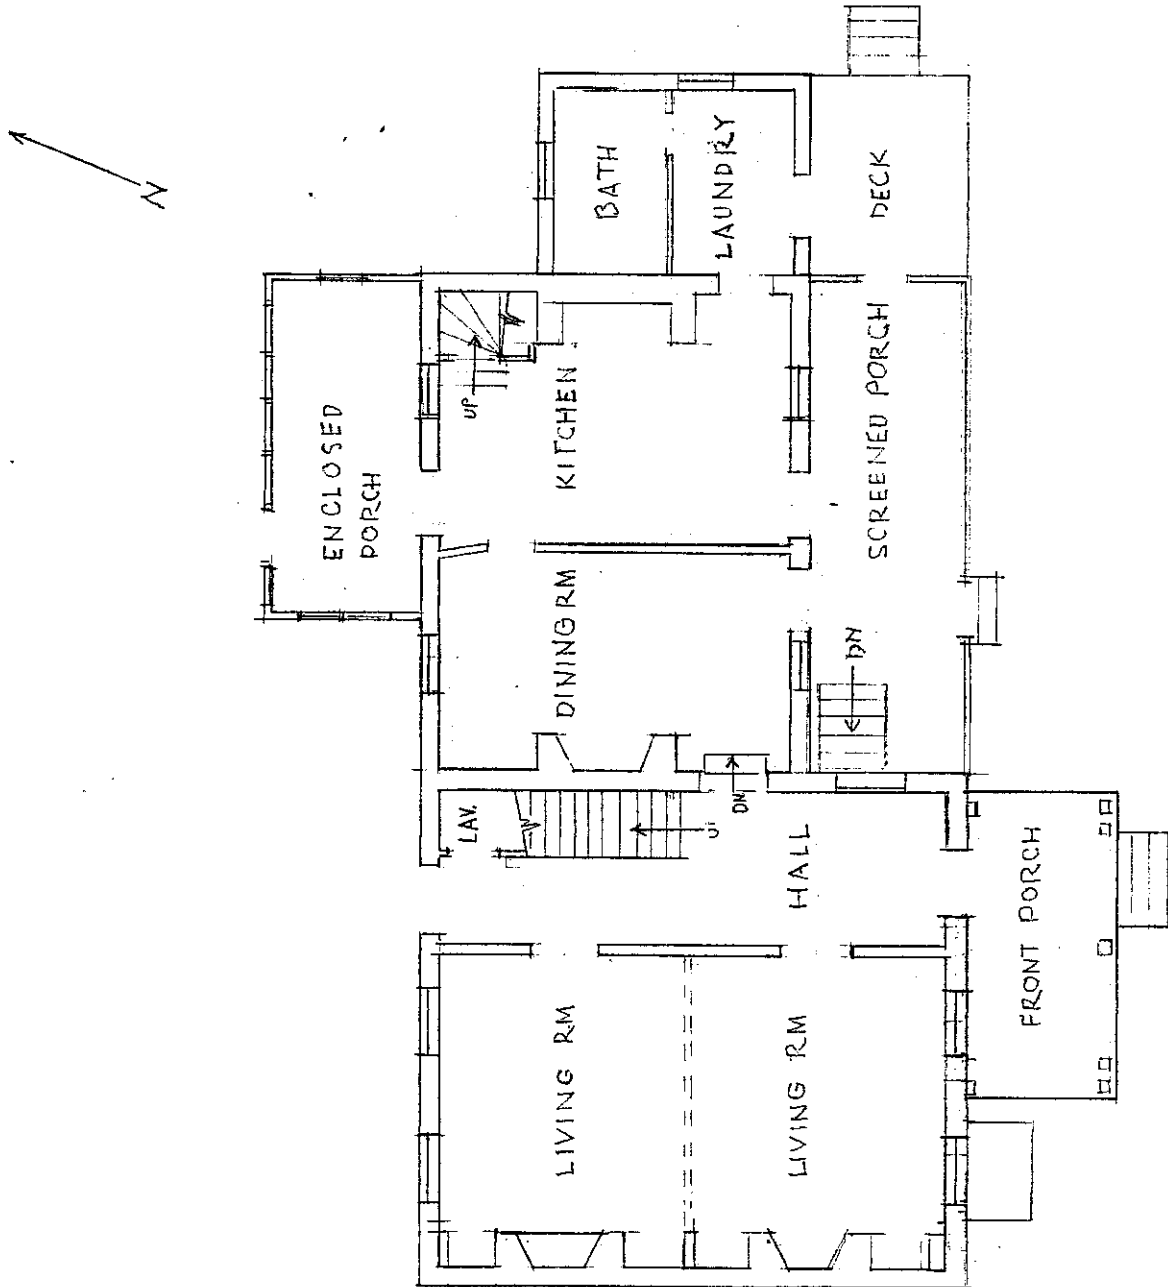 N
BATH
LAUNDRY
DECK
ENCLOSED
PORCH
UP
KITCHEN
SCREENED PORCH
DINING RM
DN
LAV.
DN
HALL
FRONT PORCH
LIVING RM
LIVING RM